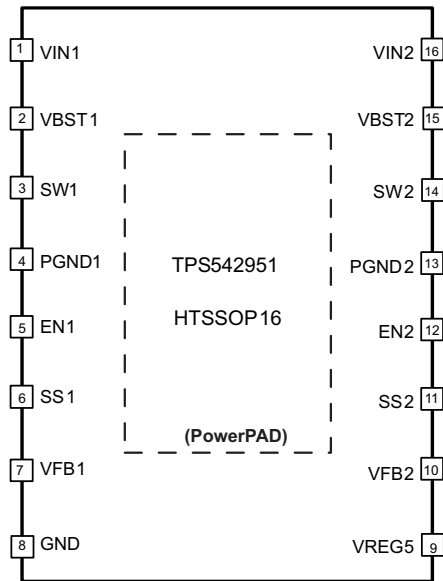 1 VIN1 VIN2 16
2 VBST1 VBST2 15
3 SW1 SW2 14
4 PGND1 PGND2 13
TPS542951
HTSSOP16
5 EN1 EN2 12
6 SS1 SS2 11
(PowerPAD)
7 VFB1 VFB2 10
8 GND VREG5 9